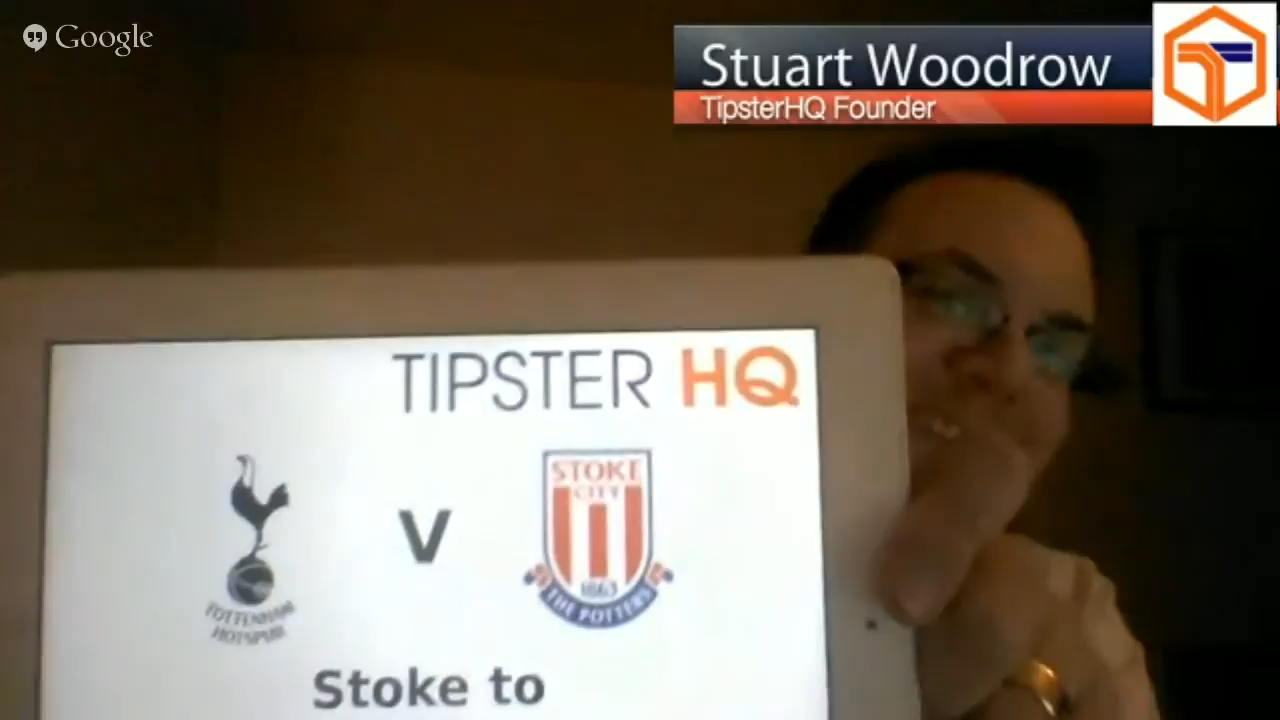 Google
Stuart Woodrow
TipsterHQ Founder
TIPSTER HQ
V
STOKE
CITY
1863
THE POTTERS
TOTTENHAM
HOTSPUR
Stoke to